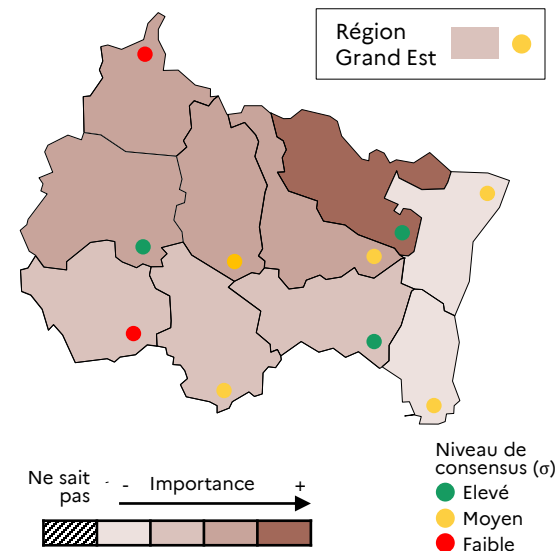 Région
Grand Est
Ne sait
pas
- - Importance +
Niveau de
consensus (σ)
Elevé
Moyen
Faible